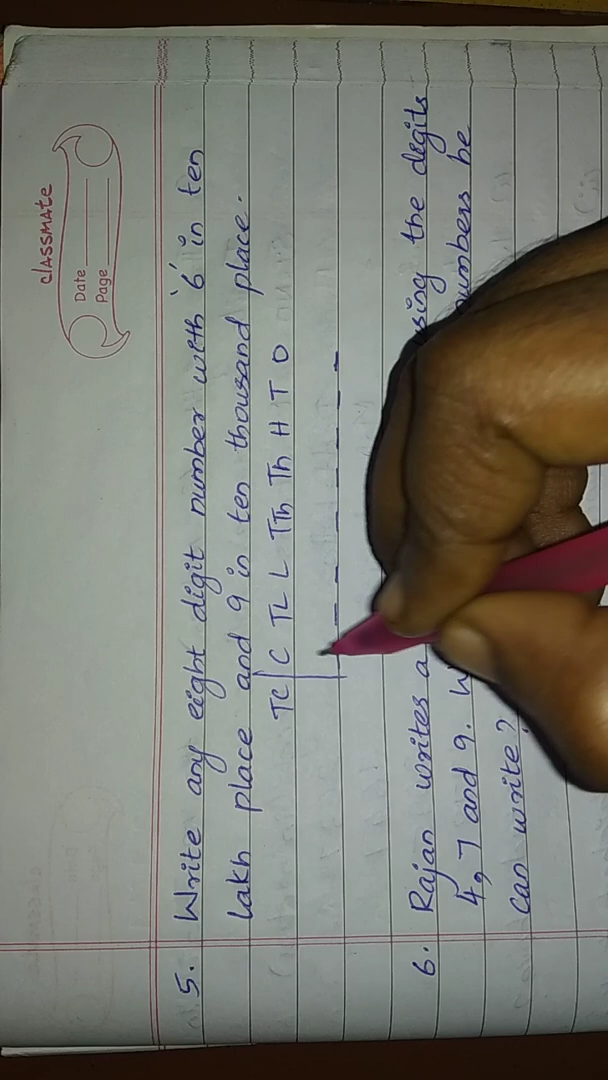 classmate
Date
Page
5. Write any eight digit number with '6' in ten
lakh place and 9 in ten thousand place.
TC C TL L TTh Th H T O
6. Rajan writes a sing the digits
4, 7 and 9. numbers he
can write?